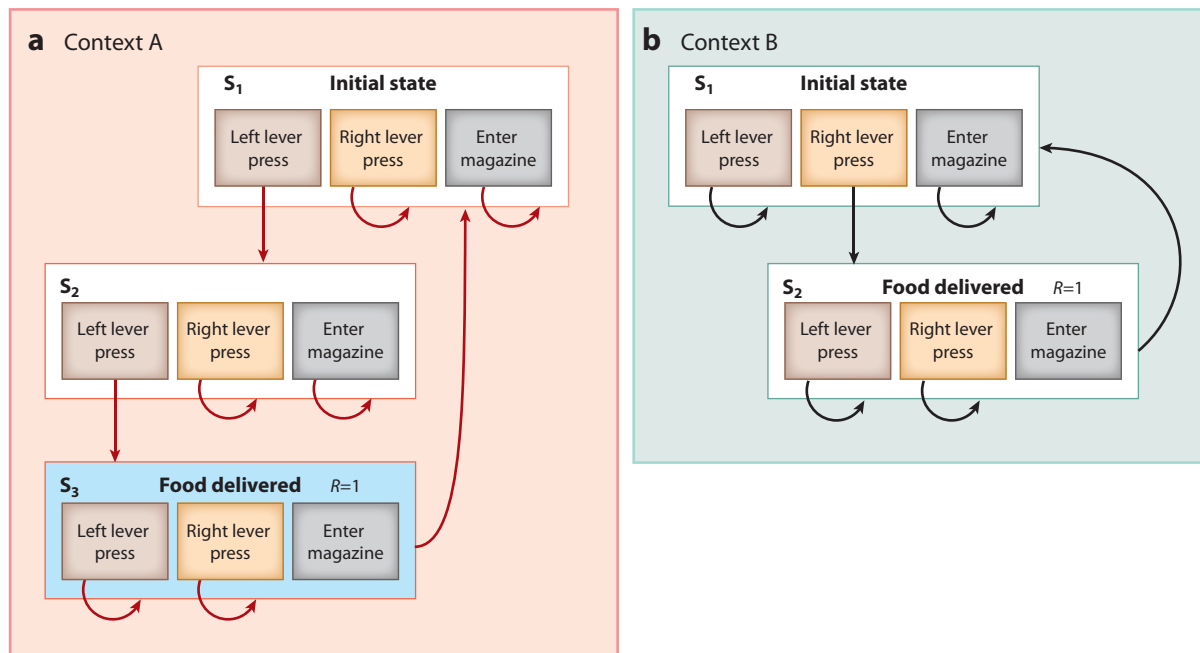 a Context A
S1 Initial state
Left lever
press
Right lever
press
Enter
magazine
S2
Left lever
press
Right lever
press
Enter
magazine
S3 Food delivered R=1
Left lever
press
Right lever
press
Enter
magazine
b Context B
S1 Initial state
Left lever
press
Right lever
press
Enter
magazine
S2 Food delivered R=1
Left lever
press
Right lever
press
Enter
magazine